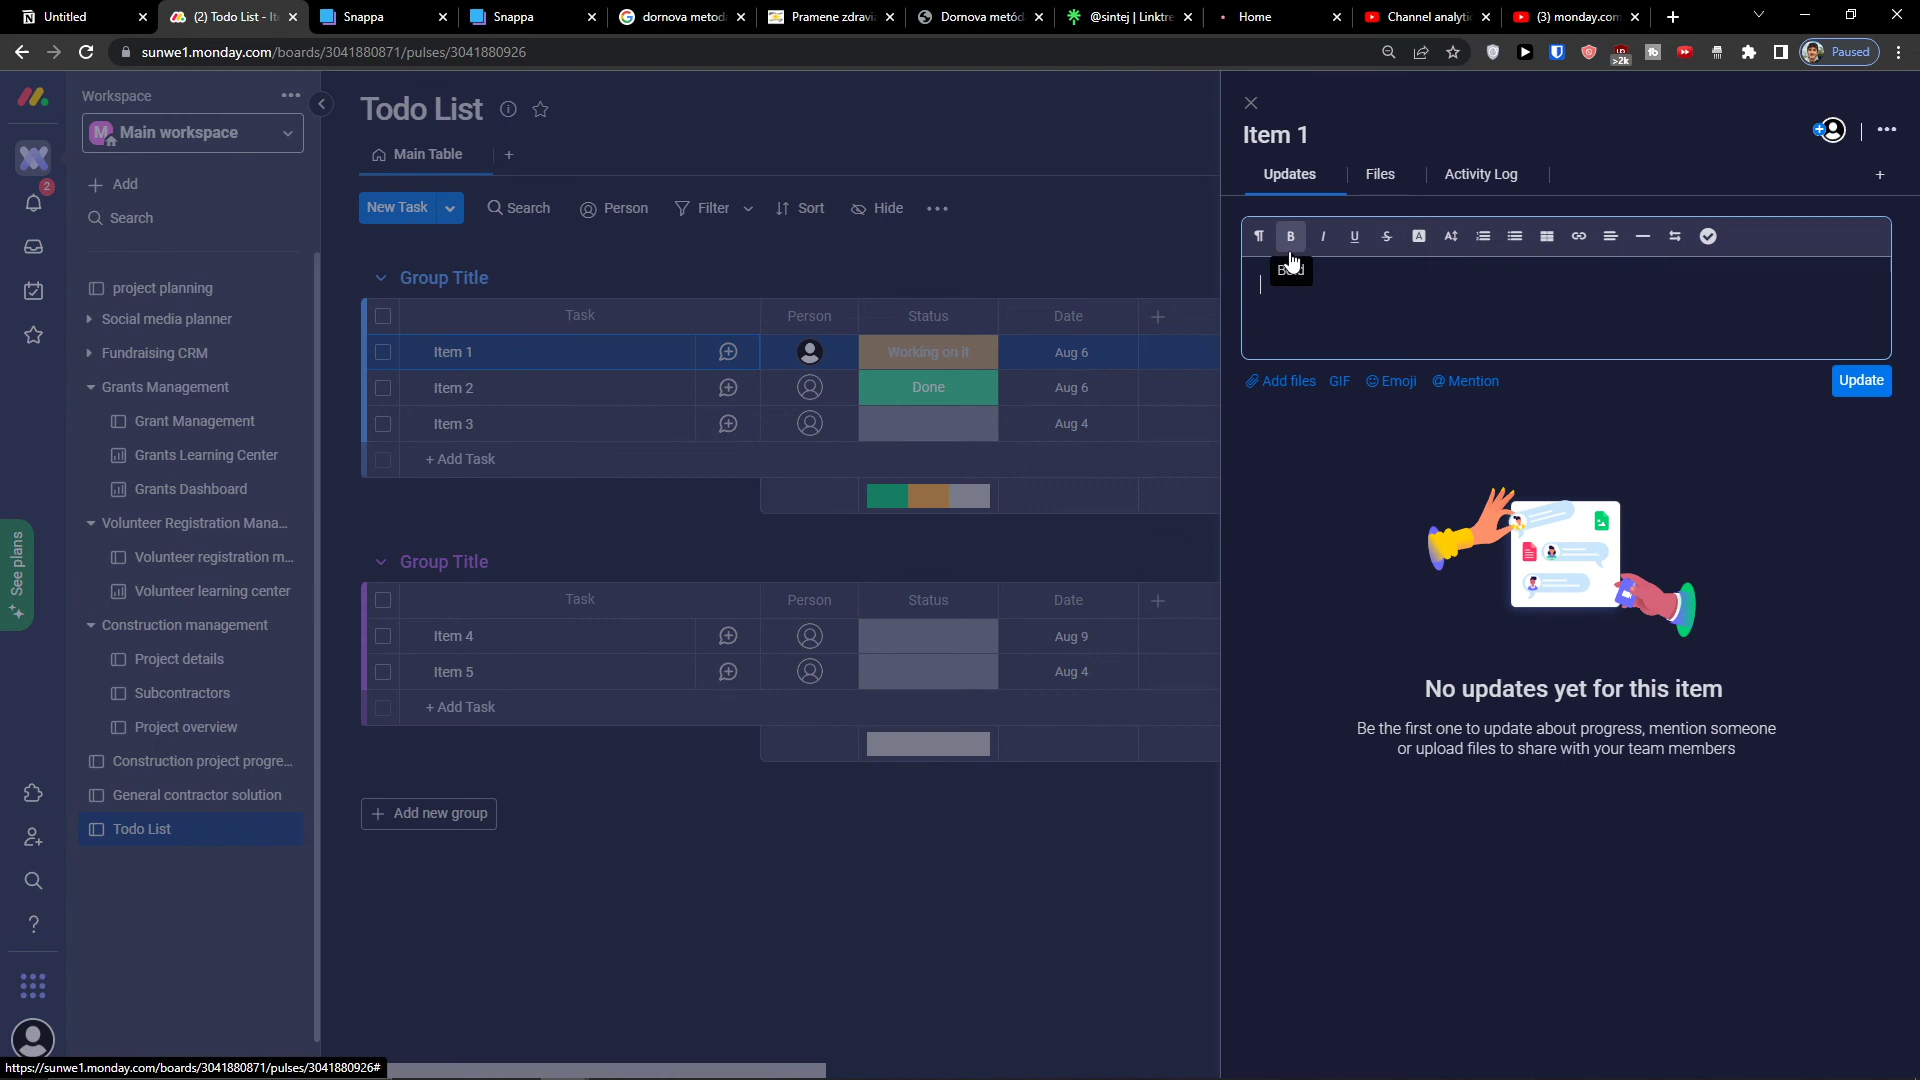 Untitled
(2) Todo List - It
Snappa
Snappa
dornova metod
Pramene zdravi
Dornova metód
@sintej | Linktre
Home
Channel analytic
(3) monday.com
sunwe1.monday.com/boards/3041880871/pulses/3041880926
>2k
Paused
Workspace
M
Main workspace
Add
Search
2
project planning
Social media planner
Fundraising CRM
Grants Management
Grant Management
Grants Learning Center
Grants Dashboard
Volunteer Registration Mana...
Volunteer registration m...
Volunteer learning center
Construction management
Project details
Subcontractors
Project overview
Construction project progre...
General contractor solution
Todo List
See plans
Todo List
Main Table
New Task
Search
Person
Filter
Sort
Hide
Group Title
Task Person Status Date
Item 1 Working on it Aug 6
Item 2 Done Aug 6
Item 3 Aug 4
+ Add Task
Group Title
Task Person Status Date
Item 4 Aug 9
Item 5 Aug 4
+ Add Task
Add new group
Item 1
Updates
Files
Activity Log
B I U S A
Bold
Add files
GIF
Emoji
@ Mention
Update
No updates yet for this item
Be the first one to update about progress, mention someone
or upload files to share with your team members
https://sunwe1.monday.com/boards/3041880871/pulses/3041880926#